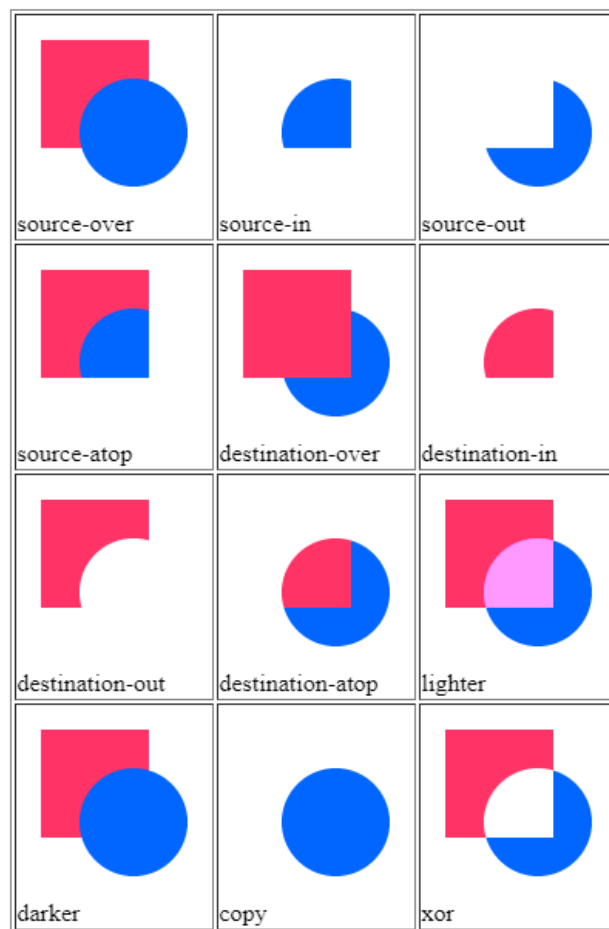 source-over
source-in
source-out
source-atop
destination-over
destination-in
destination-out
destination-atop
lighter
darker
copy
xor